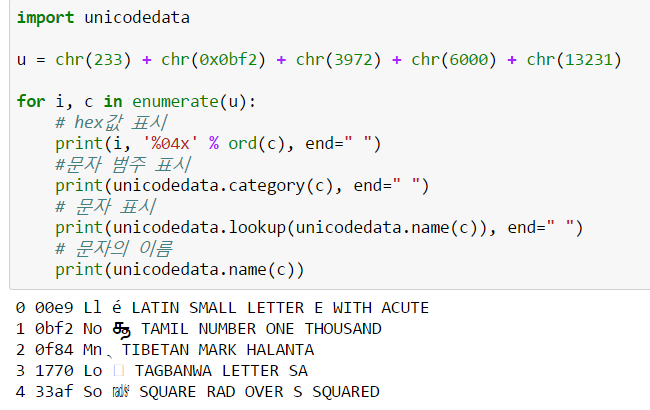 import unicodedata
u = chr(233) + chr(0x0bf2) + chr(3972) + chr(6000) + chr(13231)
for i, c in enumerate(u):
    # hex값 표시
    print(i, '%04x' % ord(c), end=" ")
    #문자 범주 표시
    print(unicodedata.category(c), end=" ")
    # 문자 표시
    print(unicodedata.lookup(unicodedata.name(c)), end=" ")
    # 문자의 이름
    print(unicodedata.name(c))
0 00e9 Ll é LATIN SMALL LETTER E WITH ACUTE
1 0bf2 No ௲ TAMIL NUMBER ONE THOUSAND
2 0f84 Mn ྄ TIBETAN MARK HALANTA
3 1770 Lo ᝰ TAGBANWA LETTER SA
4 33af So ㎯ SQUARE RAD OVER S SQUARED